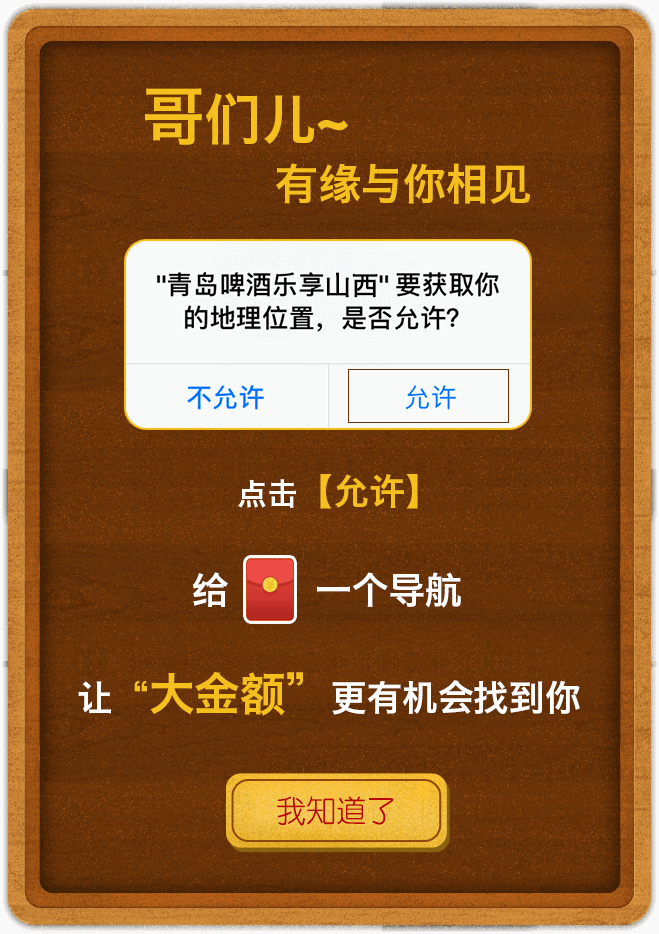 哥们儿~
有缘与你相见
"青岛啤酒乐享山西" 要获取你
的地理位置，是否允许?
不允许
允许
点击【允许】
给 一个导航
让“大金额”更有机会找到你
我知道了